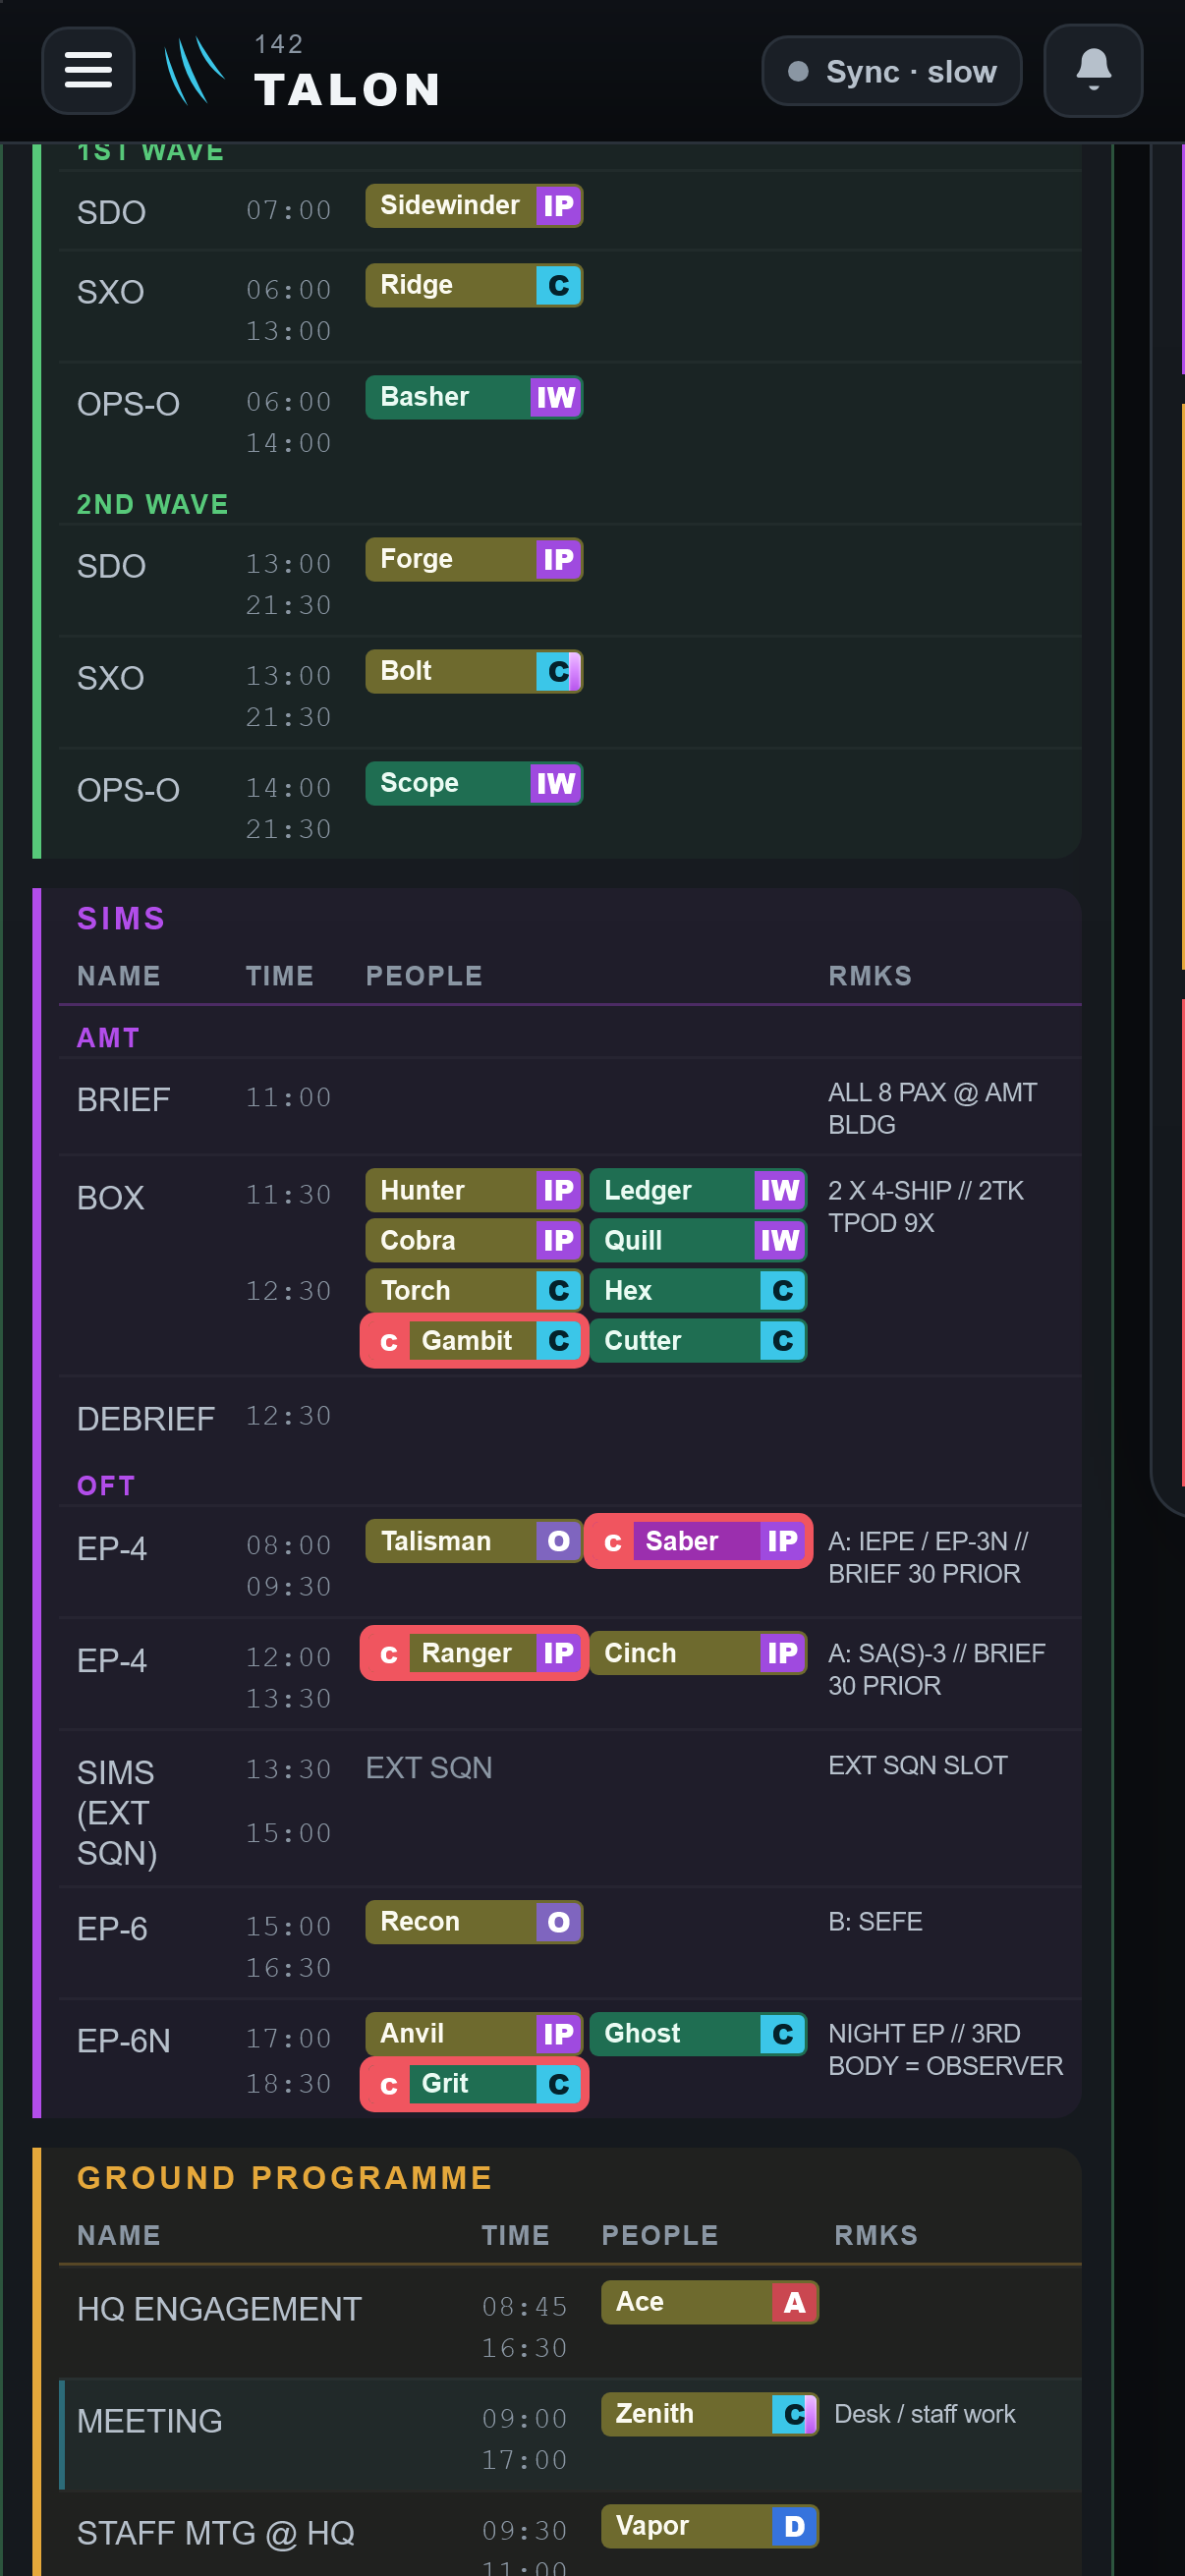 142
TALON
Sync · slow
1ST WAVE
SDO 07:00 Sidewinder IP
SXO 06:00 Ridge C
13:00
OPS-O 06:00 Basher IW
14:00
2ND WAVE
SDO 13:00 Forge IP
21:30
SXO 13:00 Bolt C
21:30
OPS-O 14:00 Scope IW
21:30
SIMS
NAME TIME PEOPLE RMKS
AMT
BRIEF 11:00 ALL 8 PAX @ AMT
BLDG
BOX 11:30 Hunter IP Ledger IW 2 X 4-SHIP // 2TK
Cobra IP Quill IW TPOD 9X
12:30 Torch C Hex C
c Gambit C Cutter C
DEBRIEF 12:30
OFT
EP-4 08:00 Talisman O c Saber IP A: IEPE / EP-3N //
09:30 BRIEF 30 PRIOR
EP-4 12:00 c Ranger IP Cinch IP A: SA(S)-3 // BRIEF
13:30 30 PRIOR
SIMS 13:30 EXT SQN EXT SQN SLOT
(EXT
SQN) 15:00
EP-6 15:00 Recon O B: SEFE
16:30
EP-6N 17:00 Anvil IP Ghost C NIGHT EP // 3RD
18:30 c Grit C BODY = OBSERVER
GROUND PROGRAMME
NAME TIME PEOPLE RMKS
HQ ENGAGEMENT 08:45 Ace A
16:30
MEETING 09:00 Zenith C Desk / staff work
17:00
STAFF MTG @ HQ 09:30 Vapor D
11:00